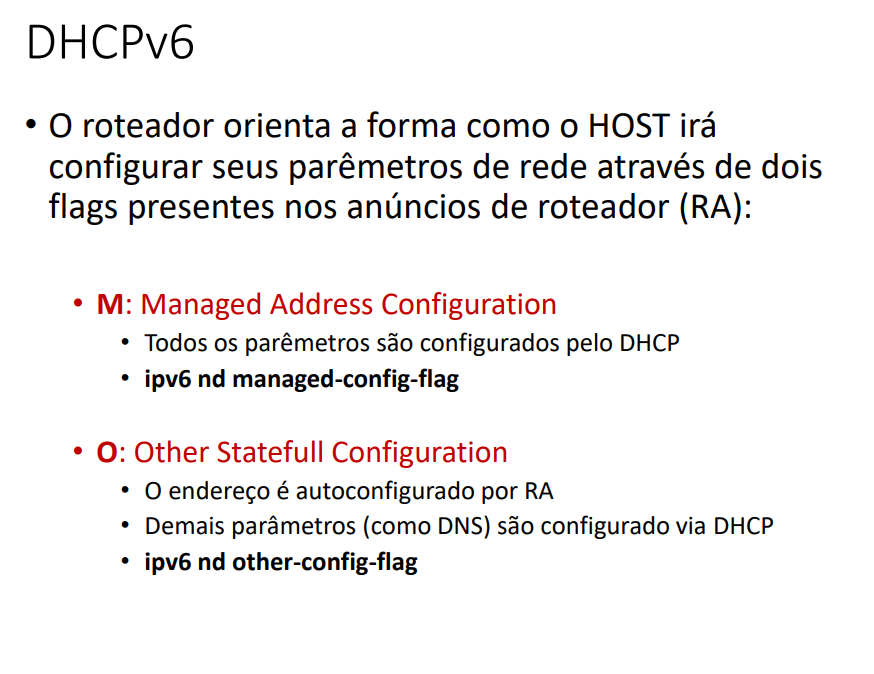 DHCPv6
• O roteador orienta a forma como o HOST irá
configurar seus parêmetros de rede através de dois
flags presentes nos anúncios de roteador (RA):
• M: Managed Address Configuration
• Todos os parêmetros são configurados pelo DHCP
• ipv6 nd managed-config-flag
• O: Other Statefull Configuration
• O endereço é autoconfigurado por RA
• Demais parâmetros (como DNS) são configurado via DHCP
• ipv6 nd other-config-flag